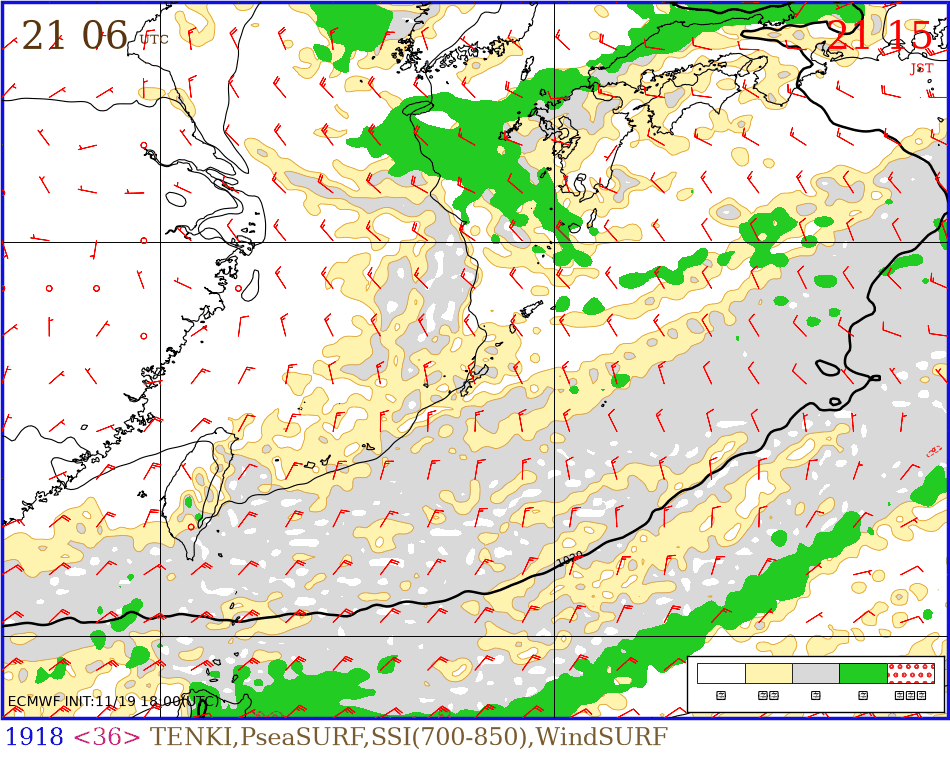 21 06 UTC
21 15
JST
1020
ECMWF INIT:11/19 18:00(UTC)
1918 <36> TENKI,PseaSURF,SSI(700-850),WindSURF